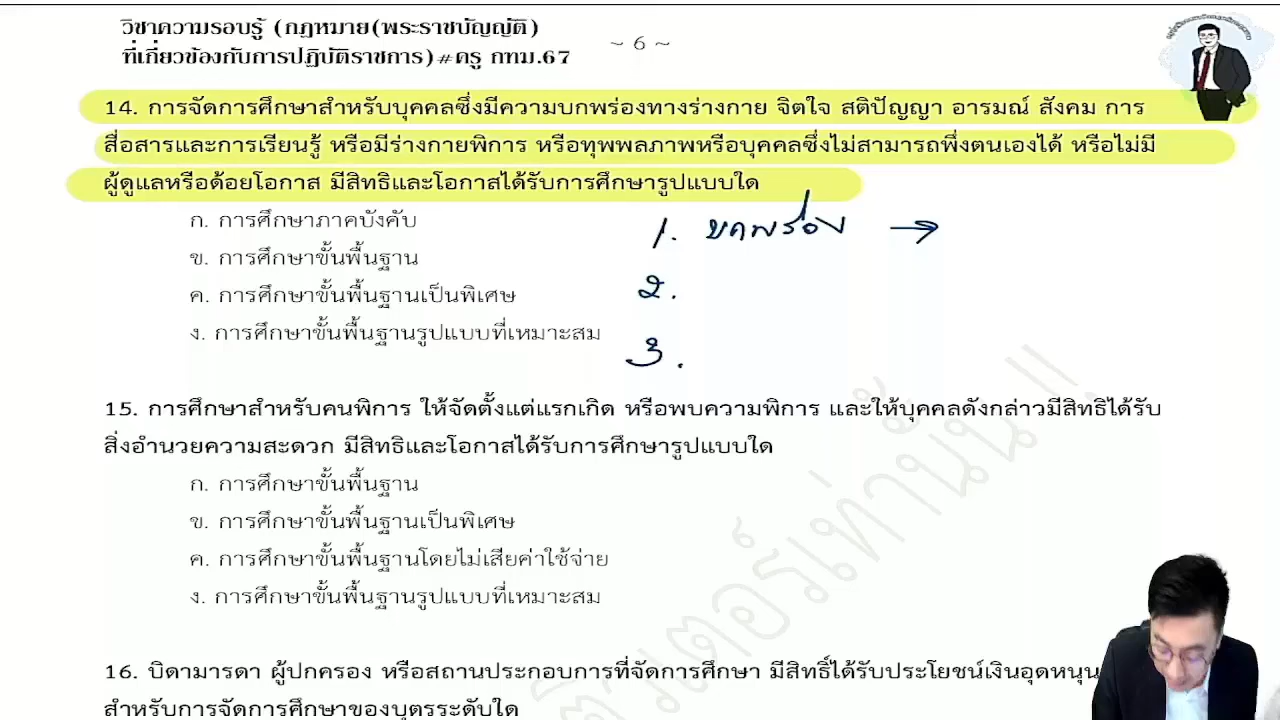 วิชาความรอบรู้ (กฎหมาย(พระราชบัญญัติ)
ที่เกี่ยวข้องกับการปฏิบัติราชการ)#ครู กทม.67
~ 6 ~
14. การจัดการศึกษาสำหรับบุคคลซึ่งมีความบกพร่องทางร่างกาย จิตใจ สติปัญญา อารมณ์ สังคม การ
สื่อสารและการเรียนรู้ หรือมีร่างกายพิการ หรือทุพพลภาพหรือบุคคลซึ่งไม่สามารถพึ่งตนเองได้ หรือไม่มี
ผู้ดูแลหรือด้อยโอกาส มีสิทธิและโอกาสได้รับการศึกษารูปแบบใด
ก. การศึกษาภาคบังคับ
ข. การศึกษาขั้นพื้นฐาน
ค. การศึกษาขั้นพื้นฐานเป็นพิเศษ
ง. การศึกษาขั้นพื้นฐานรูปแบบที่เหมาะสม
1. บกพร่อง →
2.
3.
15. การศึกษาสำหรับคนพิการ ให้จัดตั้งแต่แรกเกิด หรือพบความพิการ และให้บุคคลดังกล่าวมีสิทธิได้รับ
สิ่งอำนวยความสะดวก มีสิทธิและโอกาสได้รับการศึกษารูปแบบใด
ก. การศึกษาขั้นพื้นฐาน
ข. การศึกษาขั้นพื้นฐานเป็นพิเศษ
ค. การศึกษาขั้นพื้นฐานโดยไม่เสียค่าใช้จ่าย
ง. การศึกษาขั้นพื้นฐานรูปแบบที่เหมาะสม
16. บิดามารดา ผู้ปกครอง หรือสถานประกอบการที่จัดการศึกษา มีสิทธิ์ได้รับประโยชน์เงินอุดหนุน
สำหรับการจัดการศึกษาของบุตรระดับใด
ติวเตอร์เท่านั้น !!